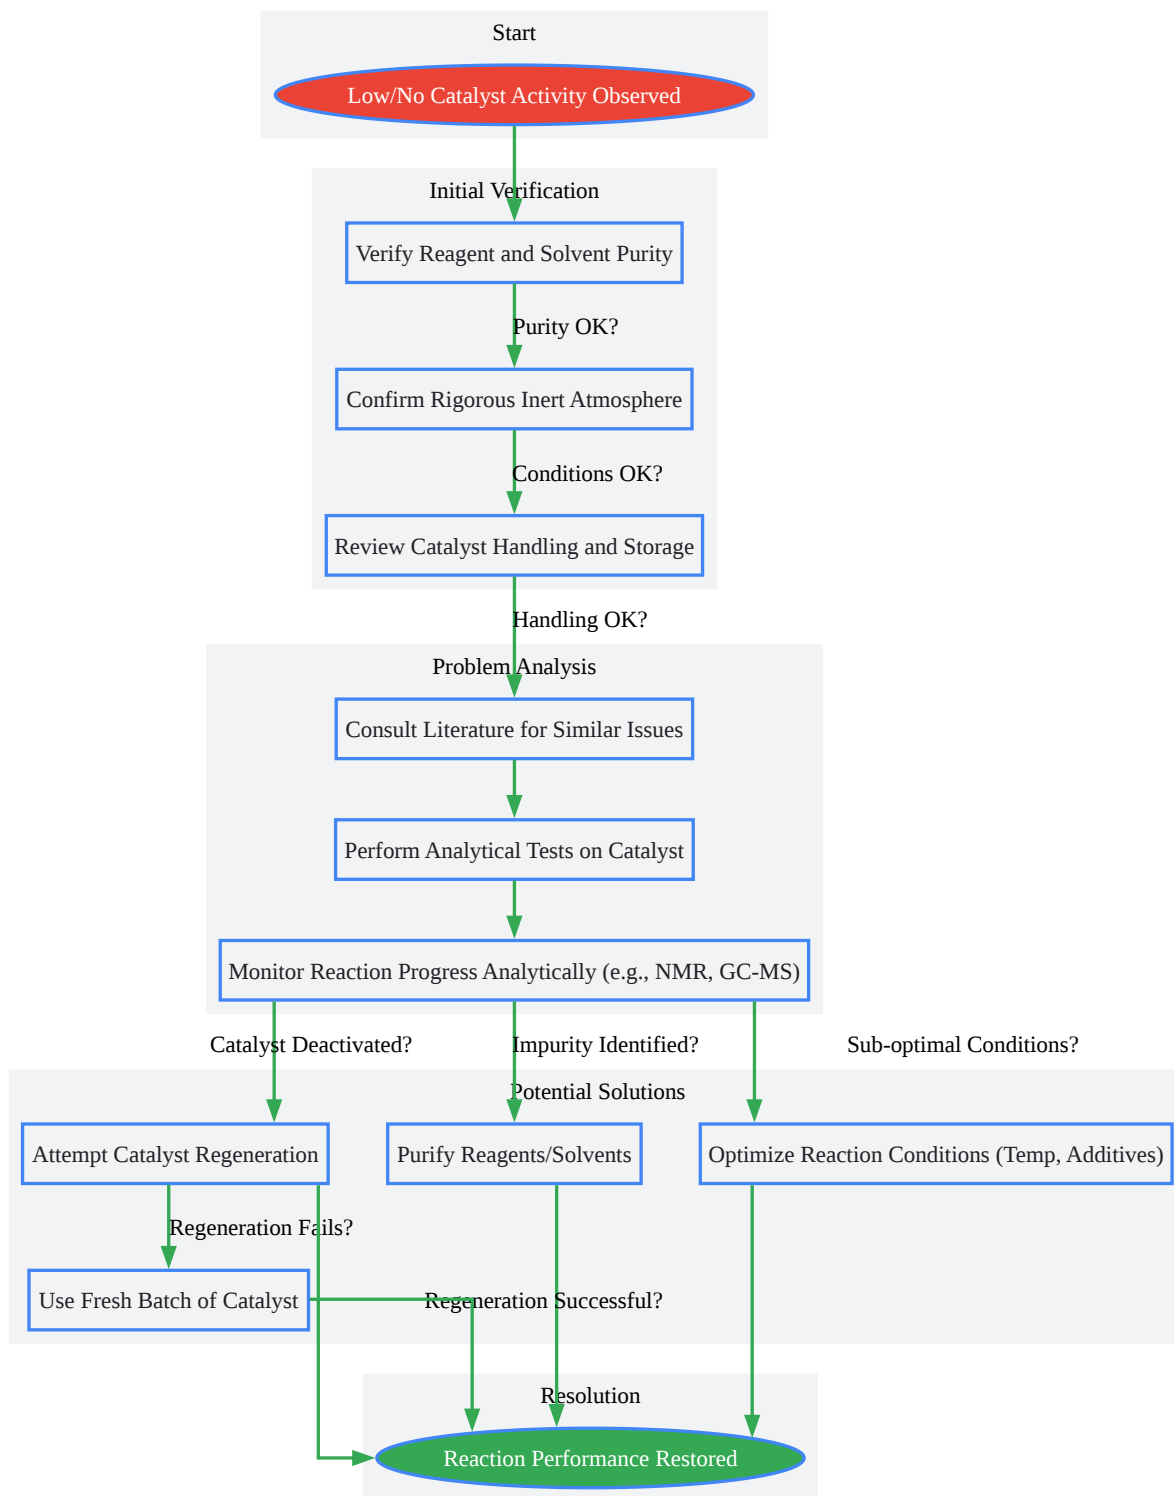 Start
Low/No Catalyst Activity Observed
Initial Verification
Verify Reagent and Solvent Purity
Purity OK?
Confirm Rigorous Inert Atmosphere
Conditions OK?
Review Catalyst Handling and Storage
Handling OK?
Problem Analysis
Consult Literature for Similar Issues
Perform Analytical Tests on Catalyst
Monitor Reaction Progress Analytically (e.g., NMR, GC-MS)
Catalyst Deactivated?
Impurity Identified?
Sub-optimal Conditions?
Potential Solutions
Attempt Catalyst Regeneration
Purify Reagents/Solvents
Optimize Reaction Conditions (Temp, Additives)
Regeneration Fails?
Use Fresh Batch of Catalyst
Regeneration Successful?
Resolution
Reaction Performance Restored